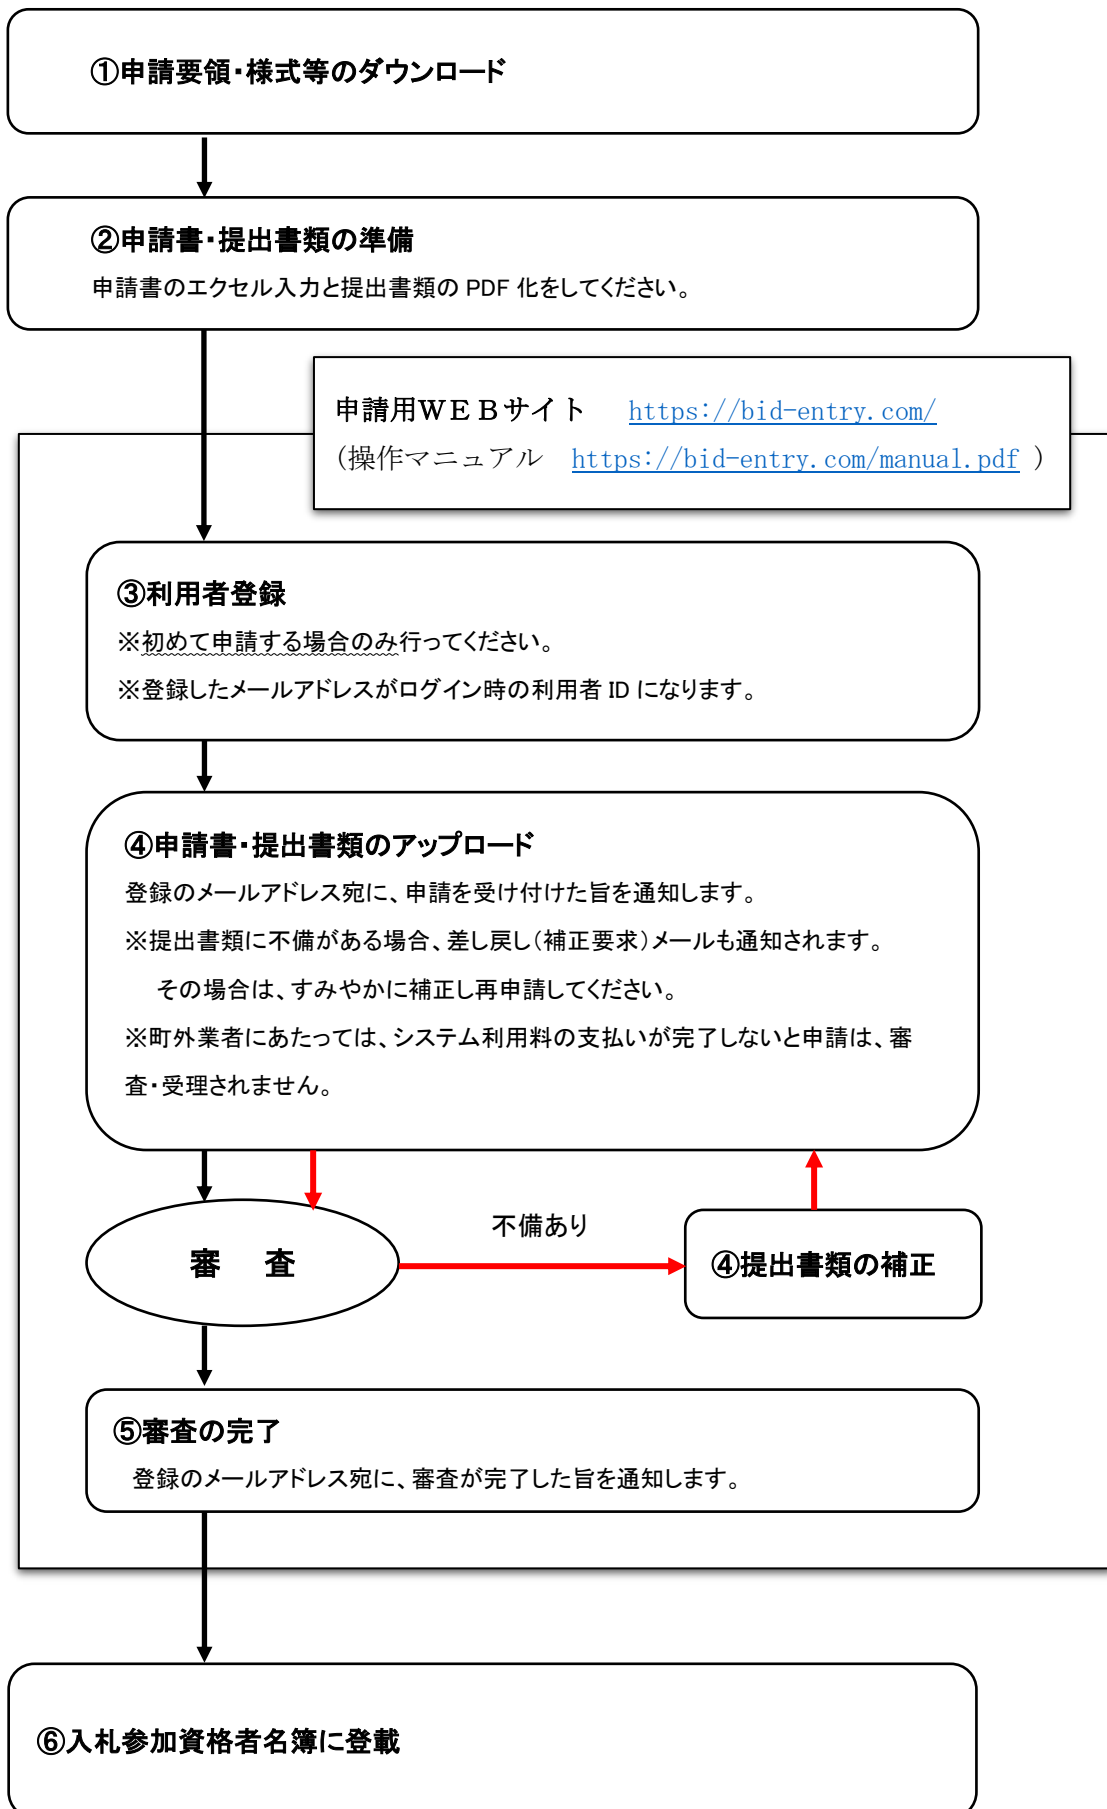 ①申請要領・様式等のダウンロード
②申請書・提出書類の準備
申請書のエクセル入力と提出書類の PDF 化をしてください。
申請用ＷＥＢサイト　https://bid-entry.com/
（操作マニュアル　https://bid-entry.com/manual.pdf ）
③利用者登録
※初めて申請する場合のみ行ってください。
※登録したメールアドレスがログイン時の利用者 ID になります。
④申請書・提出書類のアップロード
登録のメールアドレス宛に、申請を受け付けた旨を通知します。
※提出書類に不備がある場合、差し戻し（補正要求）メールも通知されます。
その場合は、すみやかに補正し再申請してください。
※町外業者にあたっては、システム利用料の支払いが完了しないと申請は、審
査・受理されません。
不備あり
審　査
④提出書類の補正
⑤審査の完了
登録のメールアドレス宛に、審査が完了した旨を通知します。
⑥入札参加資格者名簿に登載